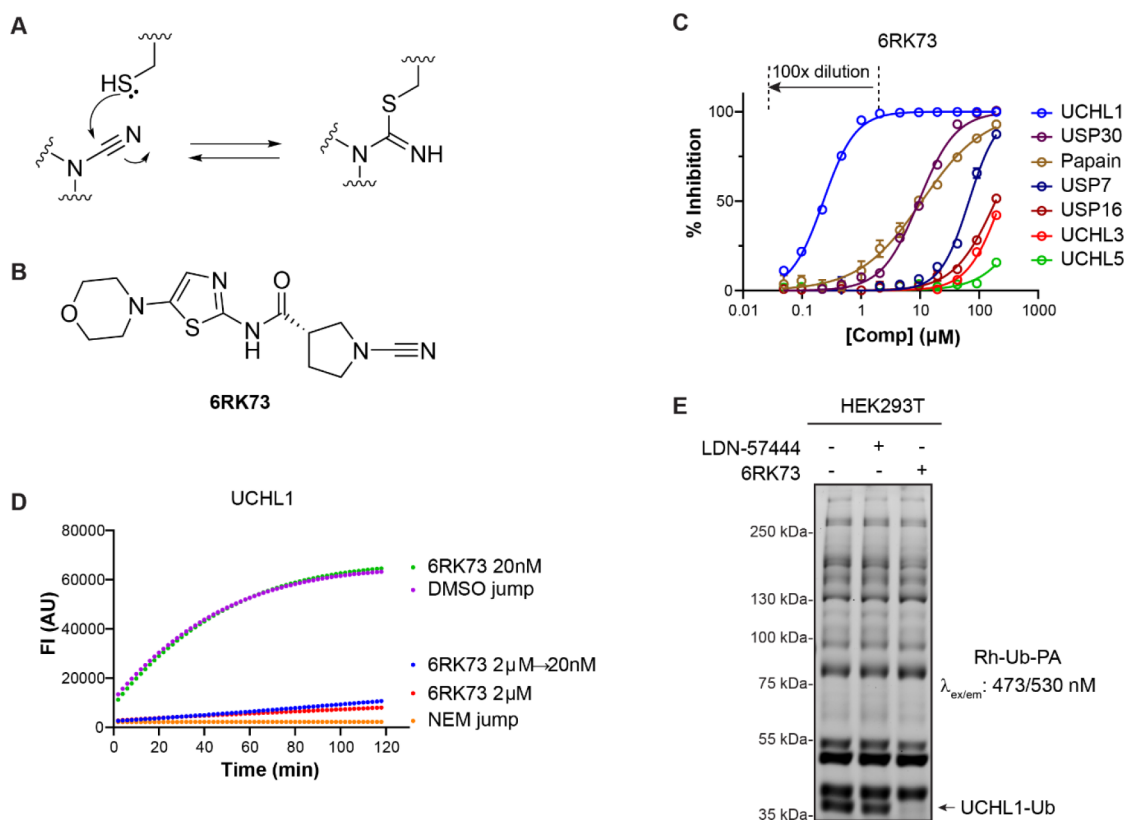 A
HS:
N
N
S
N
NH
B
O
N
N
S
N
H
O
N
N
6RK73
C
6RK73
100x dilution
100
50
0
% Inhibition
0.01 0.1 1 10 100 1000
[Comp] (µM)
UCHL1
USP30
Papain
USP7
USP16
UCHL3
UCHL5
D
UCHL1
80000
60000
40000
20000
0
FI (AU)
0 20 40 60 80 100 120
Time (min)
6RK73 20nM
DMSO jump
6RK73 2µM→20nM
6RK73 2µM
NEM jump
E
HEK293T
LDN-57444 - + -
6RK73 - - +
250 kDa-
130 kDa-
100 kDa-
75 kDa-
55 kDa-
35 kDa-
Rh-Ub-PA
λex/em: 473/530 nM
← UCHL1-Ub